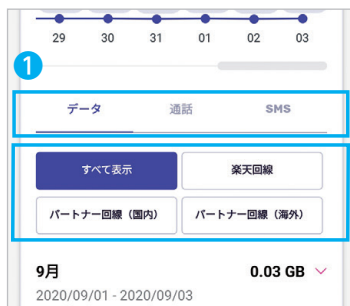 29 30 31 01 02 03
1
データ 通話 SMS
すべて表示 楽天回線
パートナー回線（国内） パートナー回線（海外）
9月 0.03 GB
2020/09/01 - 2020/09/03